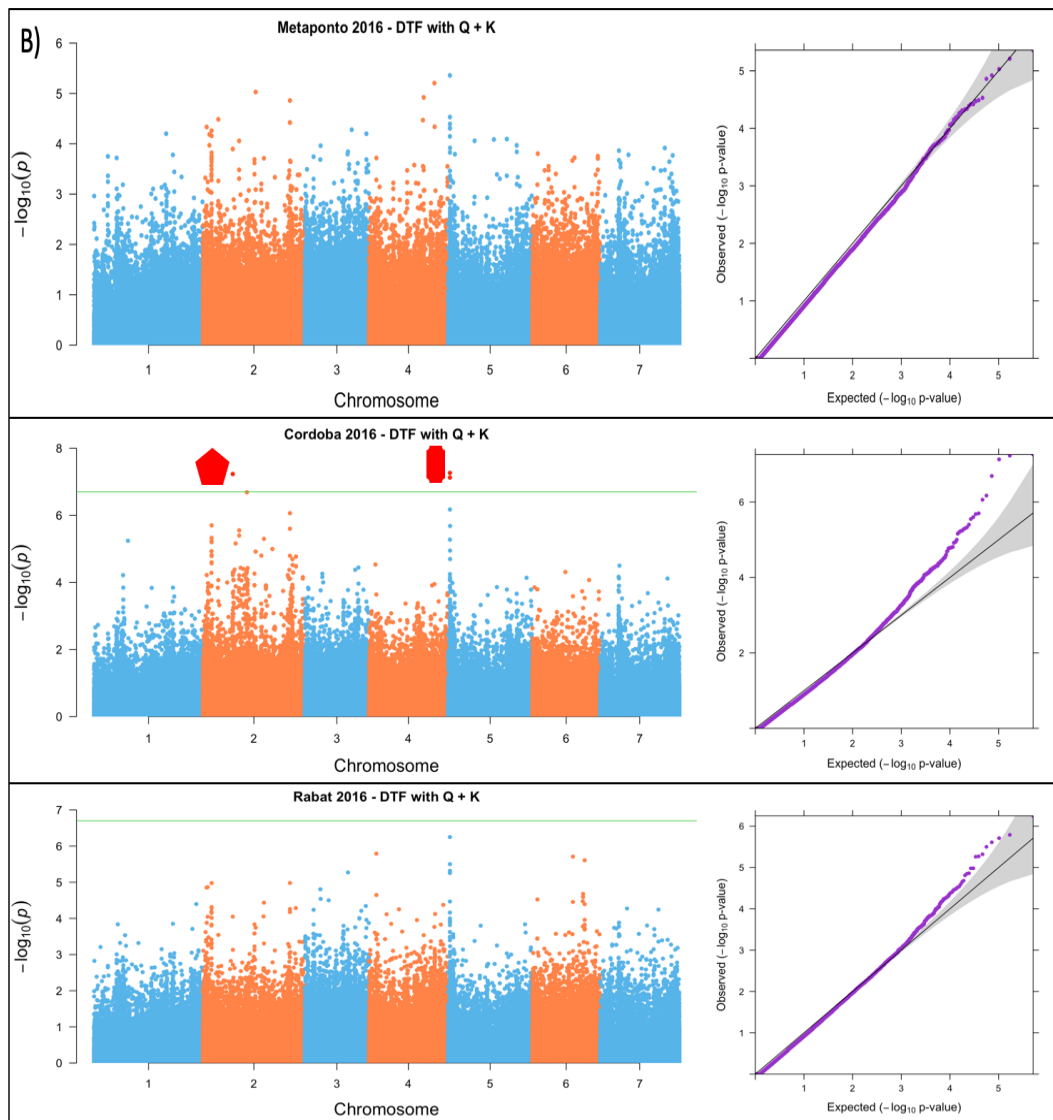 B)
Metaponto 2016 - DTF with Q + K
−log₁₀(p)
6
5
4
3
2
1
0
1 2 3 4 5 6 7
Chromosome
Observed (−log₁₀ p-value)
5
4
3
2
1
1 2 3 4 5
Expected (−log₁₀ p-value)
Cordoba 2016 - DTF with Q + K
−log₁₀(p)
8
6
4
2
0
1 2 3 4 5 6 7
Chromosome
Observed (−log₁₀ p-value)
6
4
2
1 2 3 4 5
Expected (−log₁₀ p-value)
Rabat 2016 - DTF with Q + K
−log₁₀(p)
7
6
5
4
3
2
1
0
1 2 3 4 5 6 7
Chromosome
Observed (−log₁₀ p-value)
6
5
4
3
2
1
1 2 3 4 5
Expected (−log₁₀ p-value)